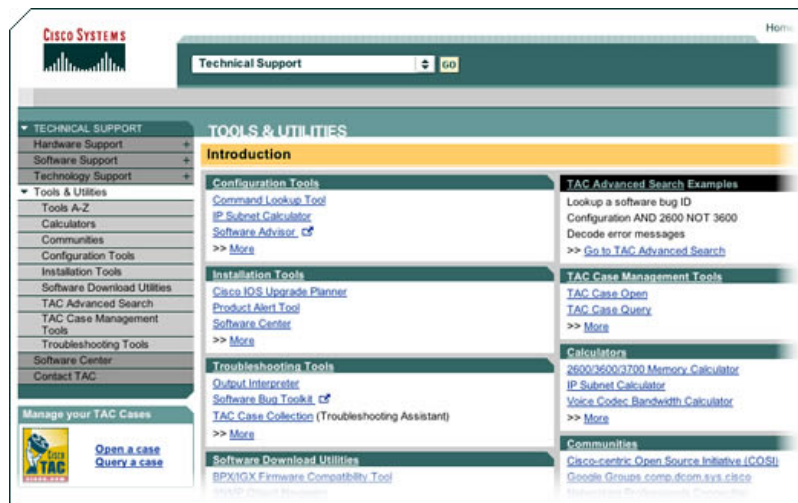 Home
CISCO SYSTEMS
Technical Support
GO
TECHNICAL SUPPORT
Hardware Support +
Software Support +
Technology Support +
Tools & Utilities
Tools A-Z
Calculators
Communities
Configuration Tools
Installation Tools
Software Download Utilities
TAC Advanced Search
TAC Case Management
Tools
Troubleshooting Tools
Software Center
Contact TAC
Manage your TAC Cases
CISCO
TAC
Open a case
Query a case
TOOLS & UTILITIES
Introduction
Configuration Tools
Command Lookup Tool
IP Subnet Calculator
Software Advisor
>> More
Installation Tools
Cisco IOS Upgrade Planner
Product Alert Tool
Software Center
>> More
Troubleshooting Tools
Output Interpreter
Software Bug Toolkit
TAC Case Collection (Troubleshooting Assistant)
>> More
Software Download Utilities
BPX/IGX Firmware Compatibility Tool
TAC Advanced Search Examples
Lookup a software bug ID
Configuration AND 2600 NOT 3600
Decode error messages
>> Go to TAC Advanced Search
TAC Case Management Tools
TAC Case Open
TAC Case Query
>> More
Calculators
2600/3600/3700 Memory Calculator
IP Subnet Calculator
Voice Codec Bandwidth Calculator
>> More
Communities
Cisco-centric Open Source Initiative (COSI)
Google Groups comp.dcom.sys.cisco